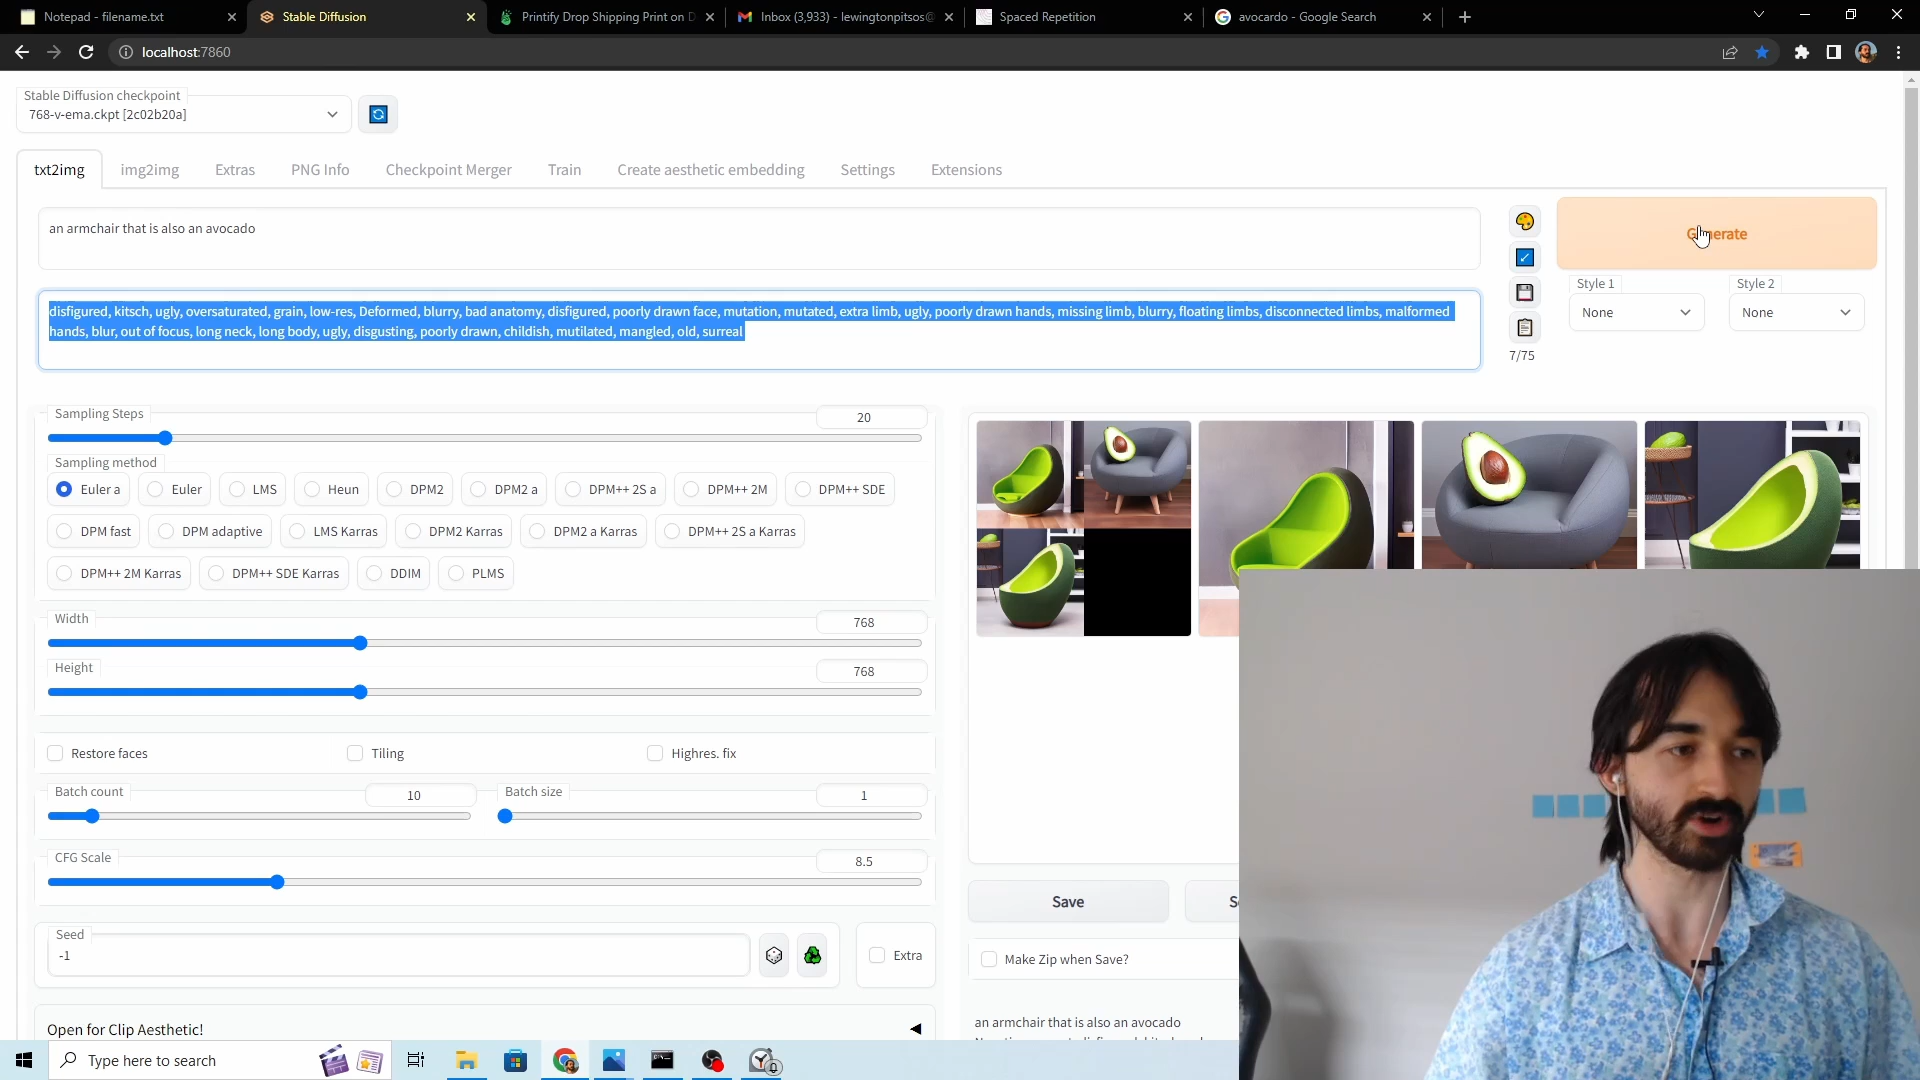 Notepad - filename.txt
Stable Diffusion
Printify Drop Shipping Print on D
Inbox (3,933) - lewingtonpitsos@
Spaced Repetition
avocardo - Google Search
localhost:7860
Stable Diffusion checkpoint
768-v-ema.ckpt [2c02b20a]
txt2img
img2img
Extras
PNG Info
Checkpoint Merger
Train
Create aesthetic embedding
Settings
Extensions
an armchair that is also an avocado
Generate
disfigured, kitsch, ugly, oversaturated, grain, low-res, Deformed, blurry, bad anatomy, disfigured, poorly drawn face, mutation, mutated, extra limb, ugly, poorly drawn hands, missing limb, blurry, floating limbs, disconnected limbs, malformed
hands, blur, out of focus, long neck, long body, ugly, disgusting, poorly drawn, childish, mutilated, mangled, old, surreal
7/75
Style 1
None
Style 2
None
Sampling Steps
20
Sampling method
Euler a
Euler
LMS
Heun
DPM2
DPM2 a
DPM++ 2S a
DPM++ 2M
DPM++ SDE
DPM fast
DPM adaptive
LMS Karras
DPM2 Karras
DPM2 a Karras
DPM++ 2S a Karras
DPM++ 2M Karras
DPM++ SDE Karras
DDIM
PLMS
Width
768
Height
768
Restore faces
Tiling
Highres. fix
Batch count
10
Batch size
1
CFG Scale
8.5
Seed
-1
Extra
Open for Clip Aesthetic!
Save
Make Zip when Save?
an armchair that is also an avocado
Type here to search